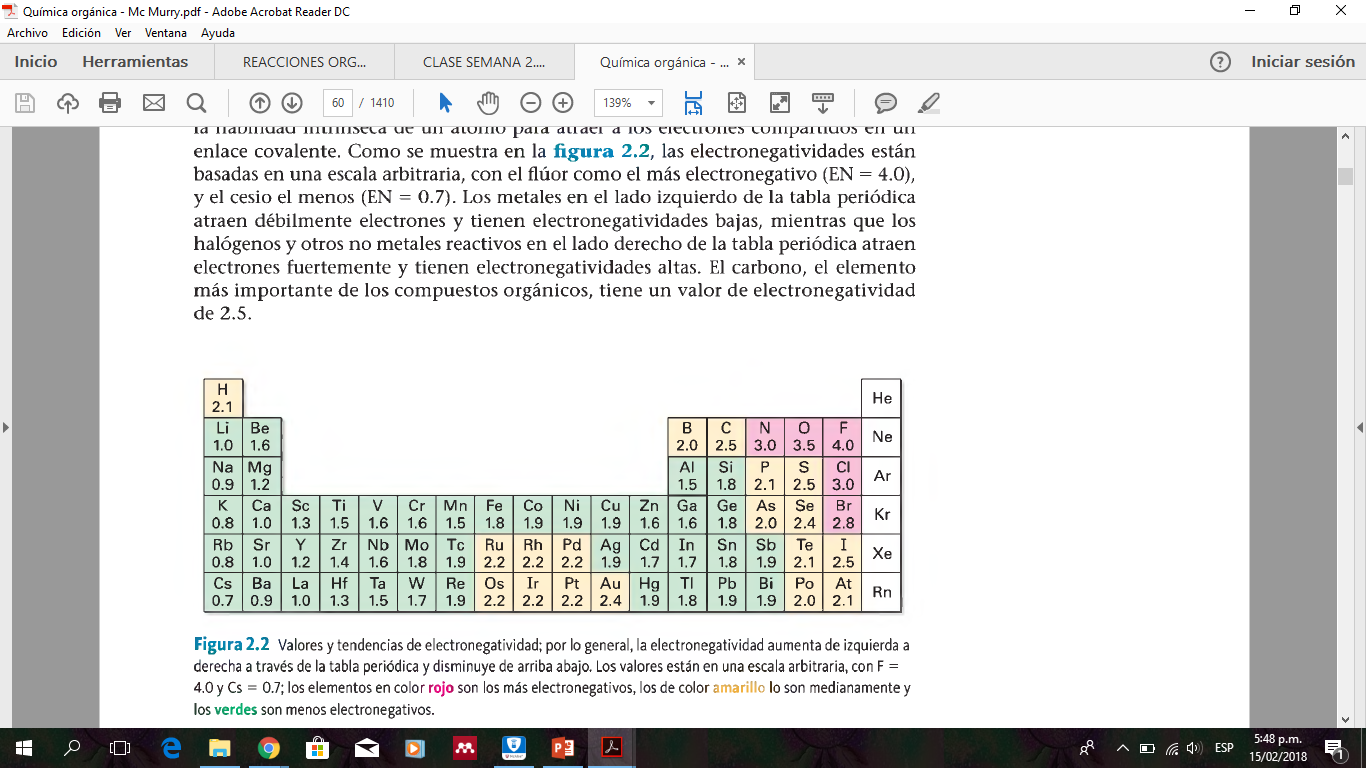 Química orgánica - Mc Murry.pdf - Adobe Acrobat Reader DC
Archivo Edición Ver Ventana Ayuda
Inicio Herramientas REACCIONES ORG... CLASE SEMANA 2.... Química orgánica - ... × ? Iniciar sesión
60 / 1410 139%
la habilidad intrínseca de un átomo para atraer a los electrones compartidos en un
enlace covalente. Como se muestra en la figura 2.2, las electronegatividades están
basadas en una escala arbitraria, con el flúor como el más electronegativo (EN = 4.0),
y el cesio el menos (EN = 0.7). Los metales en el lado izquierdo de la tabla periódica
atraen débilmente electrones y tienen electronegatividades bajas, mientras que los
halógenos y otros no metales reactivos en el lado derecho de la tabla periódica atraen
electrones fuertemente y tienen electronegatividades altas. El carbono, el elemento
más importante de los compuestos orgánicos, tiene un valor de electronegatividad
de 2.5.
H He
2.1
Li Be B C N O F Ne
1.0 1.6 2.0 2.5 3.0 3.5 4.0
Na Mg Al Si P S Cl Ar
0.9 1.2 1.5 1.8 2.1 2.5 3.0
K Ca Sc Ti V Cr Mn Fe Co Ni Cu Zn Ga Ge As Se Br Kr
0.8 1.0 1.3 1.5 1.6 1.6 1.5 1.8 1.9 1.9 1.9 1.6 1.6 1.8 2.0 2.4 2.8
Rb Sr Y Zr Nb Mo Tc Ru Rh Pd Ag Cd In Sn Sb Te I Xe
0.8 1.0 1.2 1.4 1.6 1.8 1.9 2.2 2.2 2.2 1.9 1.7 1.7 1.8 1.9 2.1 2.5
Cs Ba La Hf Ta W Re Os Ir Pt Au Hg Tl Pb Bi Po At Rn
0.7 0.9 1.0 1.3 1.5 1.7 1.9 2.2 2.2 2.2 2.4 1.9 1.8 1.9 1.9 2.0 2.1
Figura 2.2 Valores y tendencias de electronegatividad; por lo general, la electronegatividad aumenta de izquierda a
derecha a través de la tabla periódica y disminuye de arriba abajo. Los valores están en una escala arbitraria, con F =
4.0 y Cs = 0.7; los elementos en color rojo son los más electronegativos, los de color amarillo lo son medianamente y
los verdes son menos electronegativos.
ESP 5:48 p.m.
15/02/2018 1